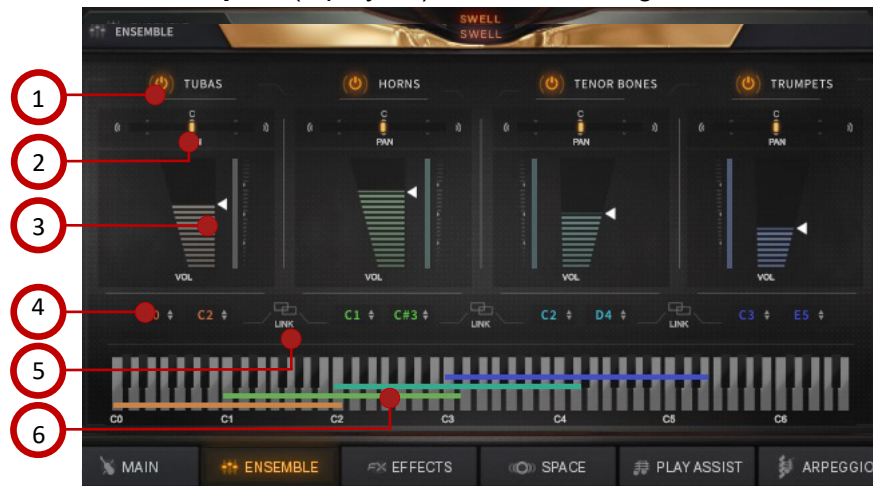 SWELL
ENSEMBLE
SWELL
TUBAS HORNS TENOR BONES TRUMPETS
1
C C C C
PAN PAN PAN
2
3
VOL VOL VOL VOL
4
C2 C1 C#3 C2 D4 C3 E5
LINK LINK LINK
5
C0 C1 C2 C3 C4 C5 C6
6
MAIN ENSEMBLE FX EFFECTS SPACE PLAY ASSIST ARPEGGIO